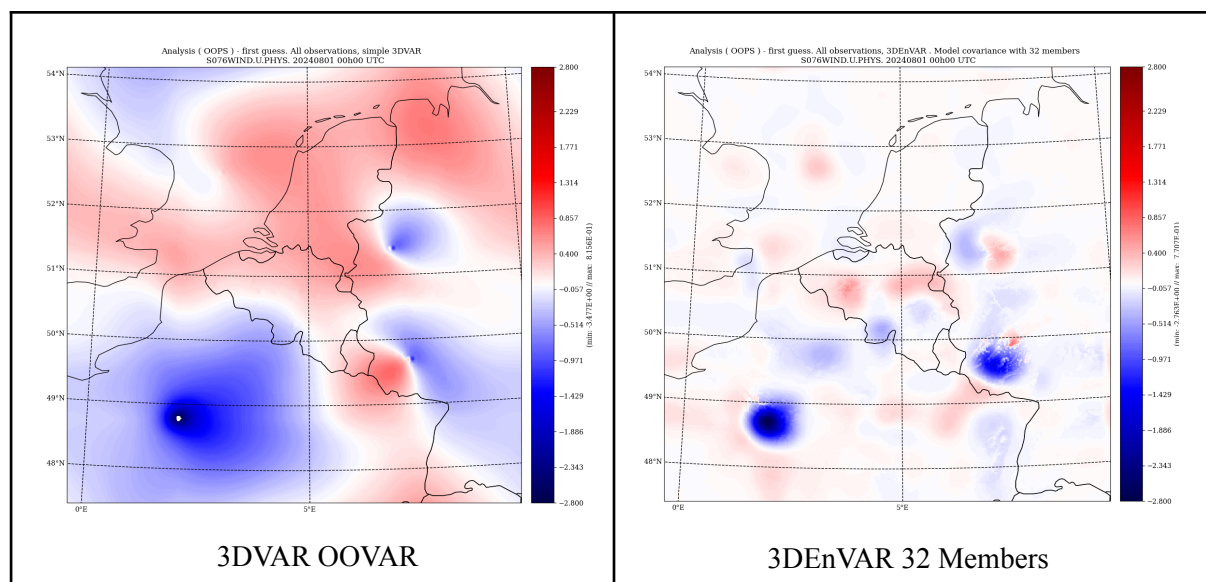 Analysis ( OOPS ) - first guess. All observations, simple 3DVAR
S076WIND.U.PHYS. 20240801 00h00 UTC
54°N
53°N
52°N
51°N
50°N
49°N
48°N
0°E
5°E
2.800
2.229
1.771
1.314
0.857
0.400
−0.057
−0.514
−0.971
−1.429
−1.886
−2.343
−2.800
(min: -3.477E+00 // max: 8.156E-01)
3DVAR OOVAR
Analysis ( OOPS ) - first guess. All observations, 3DEnVAR . Model covariance with 32 members
S076WIND.U.PHYS. 20240801 00h00 UTC
54°N
53°N
52°N
51°N
50°N
49°N
48°N
0°E
5°E
2.800
2.229
1.771
1.314
0.857
0.400
−0.057
−0.514
−0.971
−1.429
−1.886
−2.343
−2.800
(min: -2.763E+00 // max: 7.707E-01)
3DEnVAR 32 Members